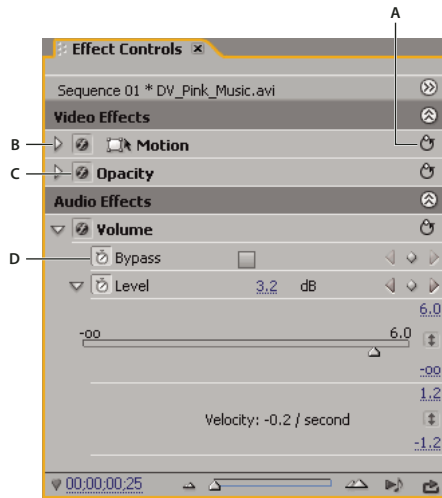 A
Effect Controls
Sequence 01 * DV_Pink_Music.avi
Video Effects
B Motion
C Opacity
Audio Effects
Volume
D Bypass
Level 3.2 dB
6.0
-oo 6.0
-oo
1.2
Velocity: -0.2 / second
-1.2
00;00;00;25